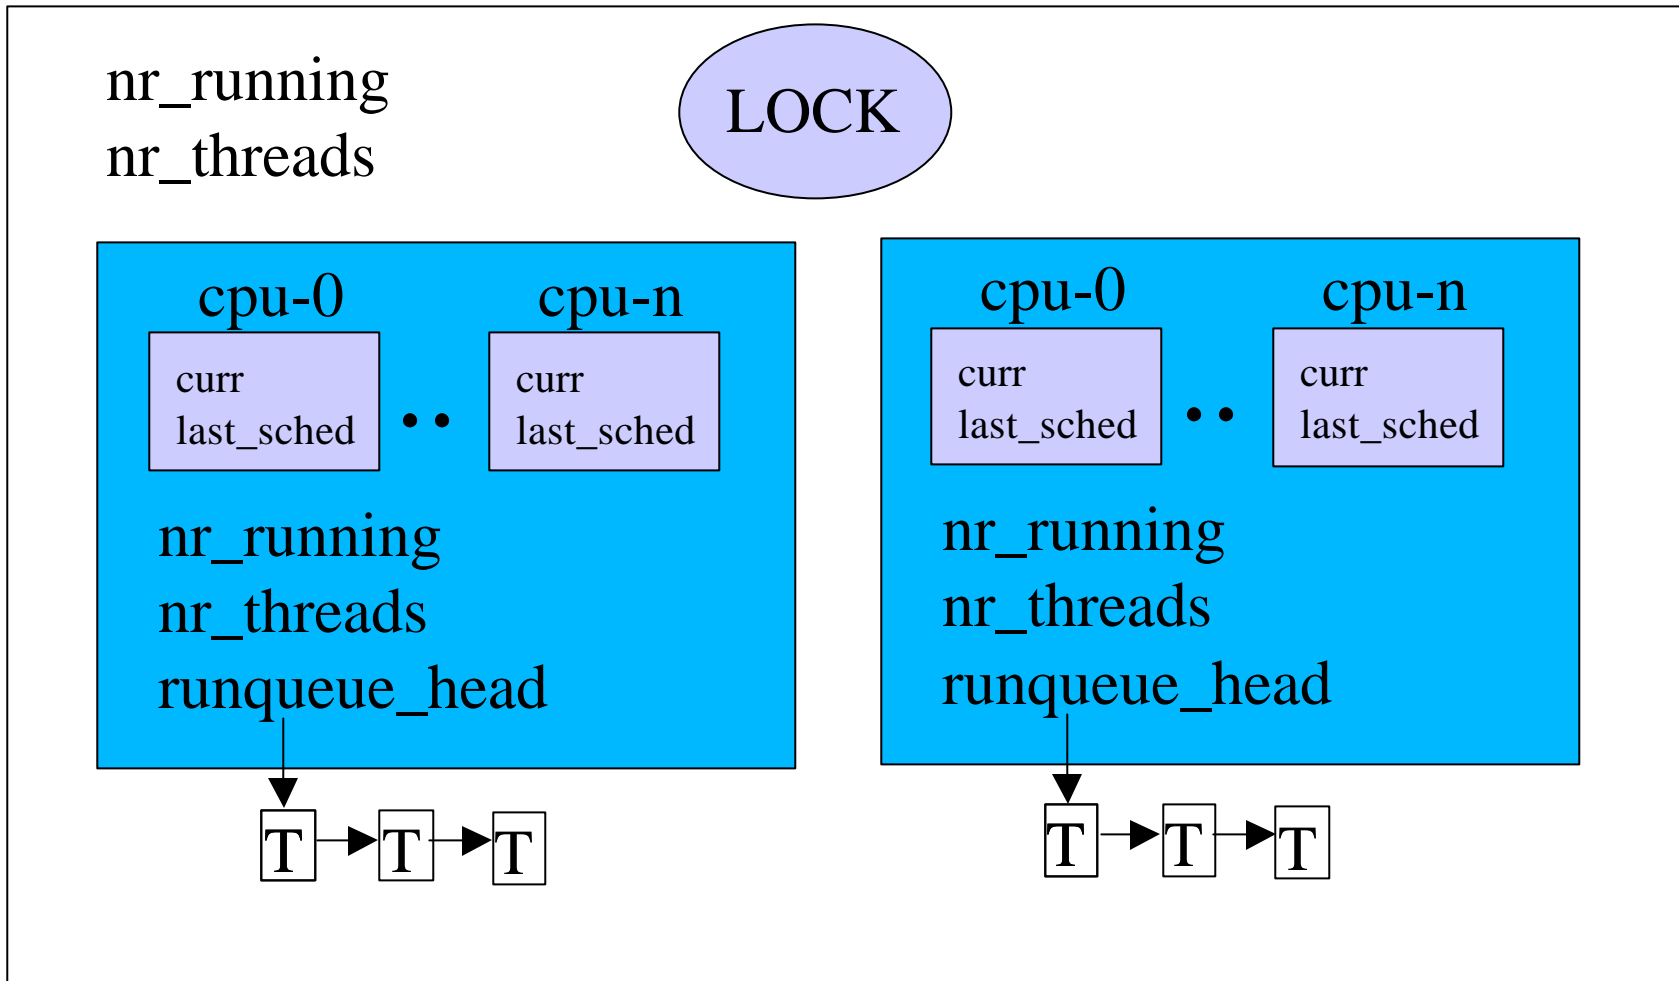 nr_running
nr_threads
LOCK
cpu-0
cpu-n
curr
last_sched
curr
last_sched
nr_running
nr_threads
runqueue_head
T
T
T
cpu-0
cpu-n
curr
last_sched
curr
last_sched
nr_running
nr_threads
runqueue_head
T
T
T